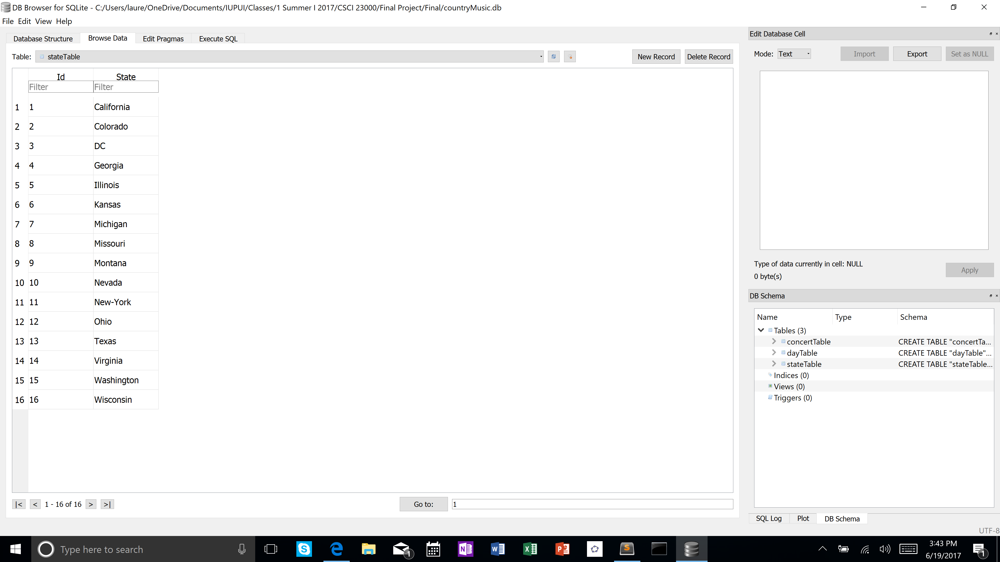 DB Browser for SQLite - C:/Users/laure/OneDrive/Documents/IUPUI/Classes/1 Summer I 2017/CSCI 23000/Final Project/Final/countryMusic.db
File Edit View Help
Database Structure Browse Data Edit Pragmas Execute SQL
Table: stateTable New Record Delete Record
Id State
Filter Filter
1 1 California
2 2 Colorado
3 3 DC
4 4 Georgia
5 5 Illinois
6 6 Kansas
7 7 Michigan
8 8 Missouri
9 9 Montana
10 10 Nevada
11 11 New-York
12 12 Ohio
13 13 Texas
14 14 Virginia
15 15 Washington
16 16 Wisconsin
|< < 1 - 16 of 16 > >| Go to: 1
Edit Database Cell
Mode: Text Import Export Set as NULL
Type of data currently in cell: NULL
0 byte(s)
Apply
DB Schema
Name Type Schema
Tables (3)
concertTable CREATE TABLE "concertTa...
dayTable CREATE TABLE "dayTable"...
stateTable CREATE TABLE "stateTable...
Indices (0)
Views (0)
Triggers (0)
SQL Log Plot DB Schema
UTF-8
Type here to search S 1 N W X P S 3:43 PM
6/19/2017 1